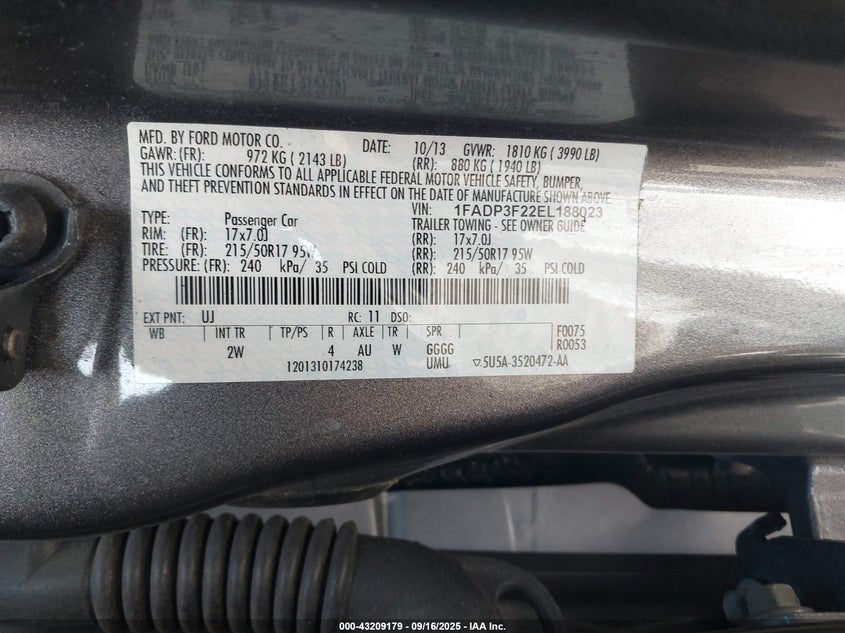 MFD. BY FORD MOTOR CO. DATE: 10/13 GVWR: 1810 KG ( 3990 LB)
GAWR: (FR): 972 KG ( 2143 LB) (RR): 880 KG ( 1940 LB)
THIS VEHICLE CONFORMS TO ALL APPLICABLE FEDERAL MOTOR VEHICLE SAFETY, BUMPER,
AND THEFT PREVENTION STANDARDS IN EFFECT ON THE DATE OF MANUFACTURE SHOWN ABOVE.
VIN: 1FADP3F22EL188023
TYPE: Passenger Car TRAILER TOWING - SEE OWNER GUIDE
RIM: (FR): 17x7.0J (RR): 17x7.0J
TIRE: (FR): 215/50R17 95W (RR): 215/50R17 95W
PRESSURE: (FR): 240 kPa/ 35 PSI COLD (RR): 240 kPa/ 35 PSI COLD
EXT PNT: UJ RC: 11 DSO: F0075
WB INT TR TP/PS R AXLE TR SPR R0053
2W 4 AU W GGGG
1201310174238 UMU ▽5U5A-3520472-AA
000-43209179 - 09/16/2025 - IAA Inc.